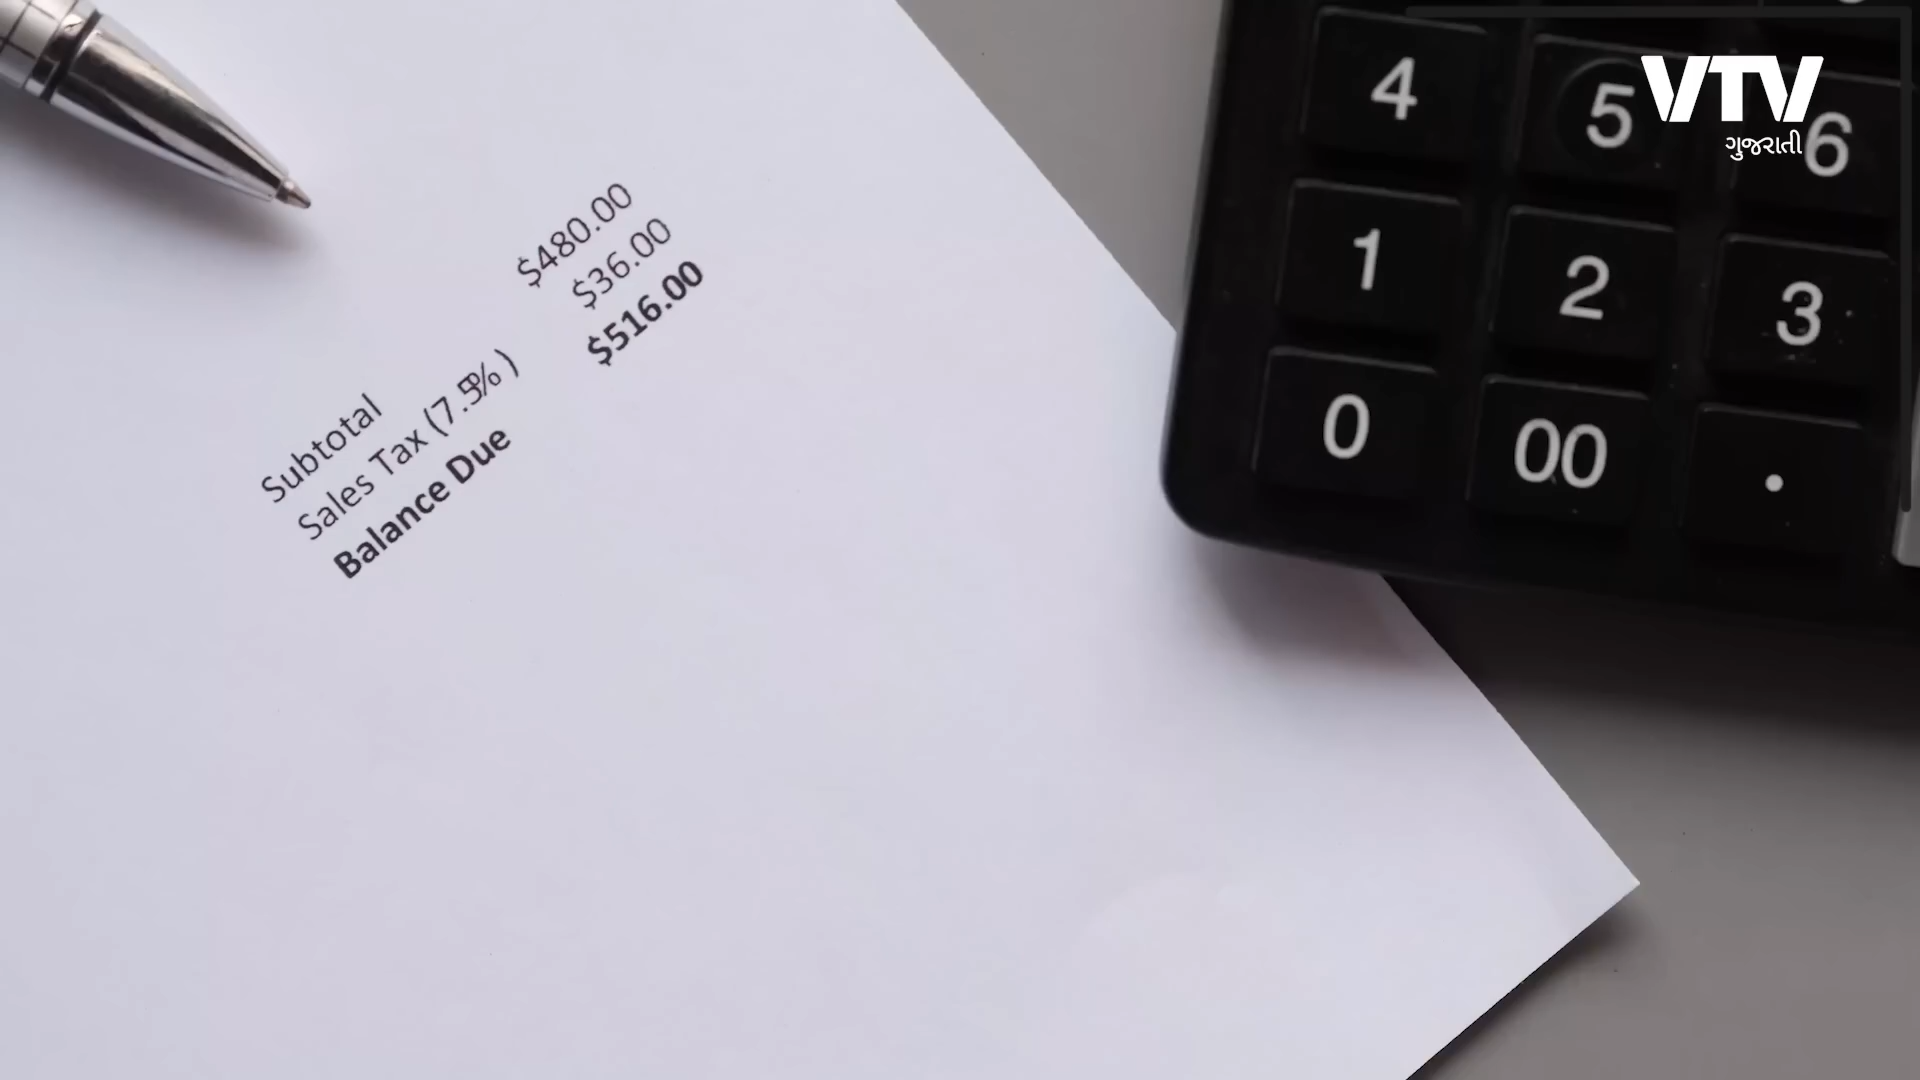 VTV
ગુજરાતી
Subtotal $480.00
Sales Tax (7.5% ) $36.00
Balance Due $516.00
4 5 6
1 2 3
0 00 .